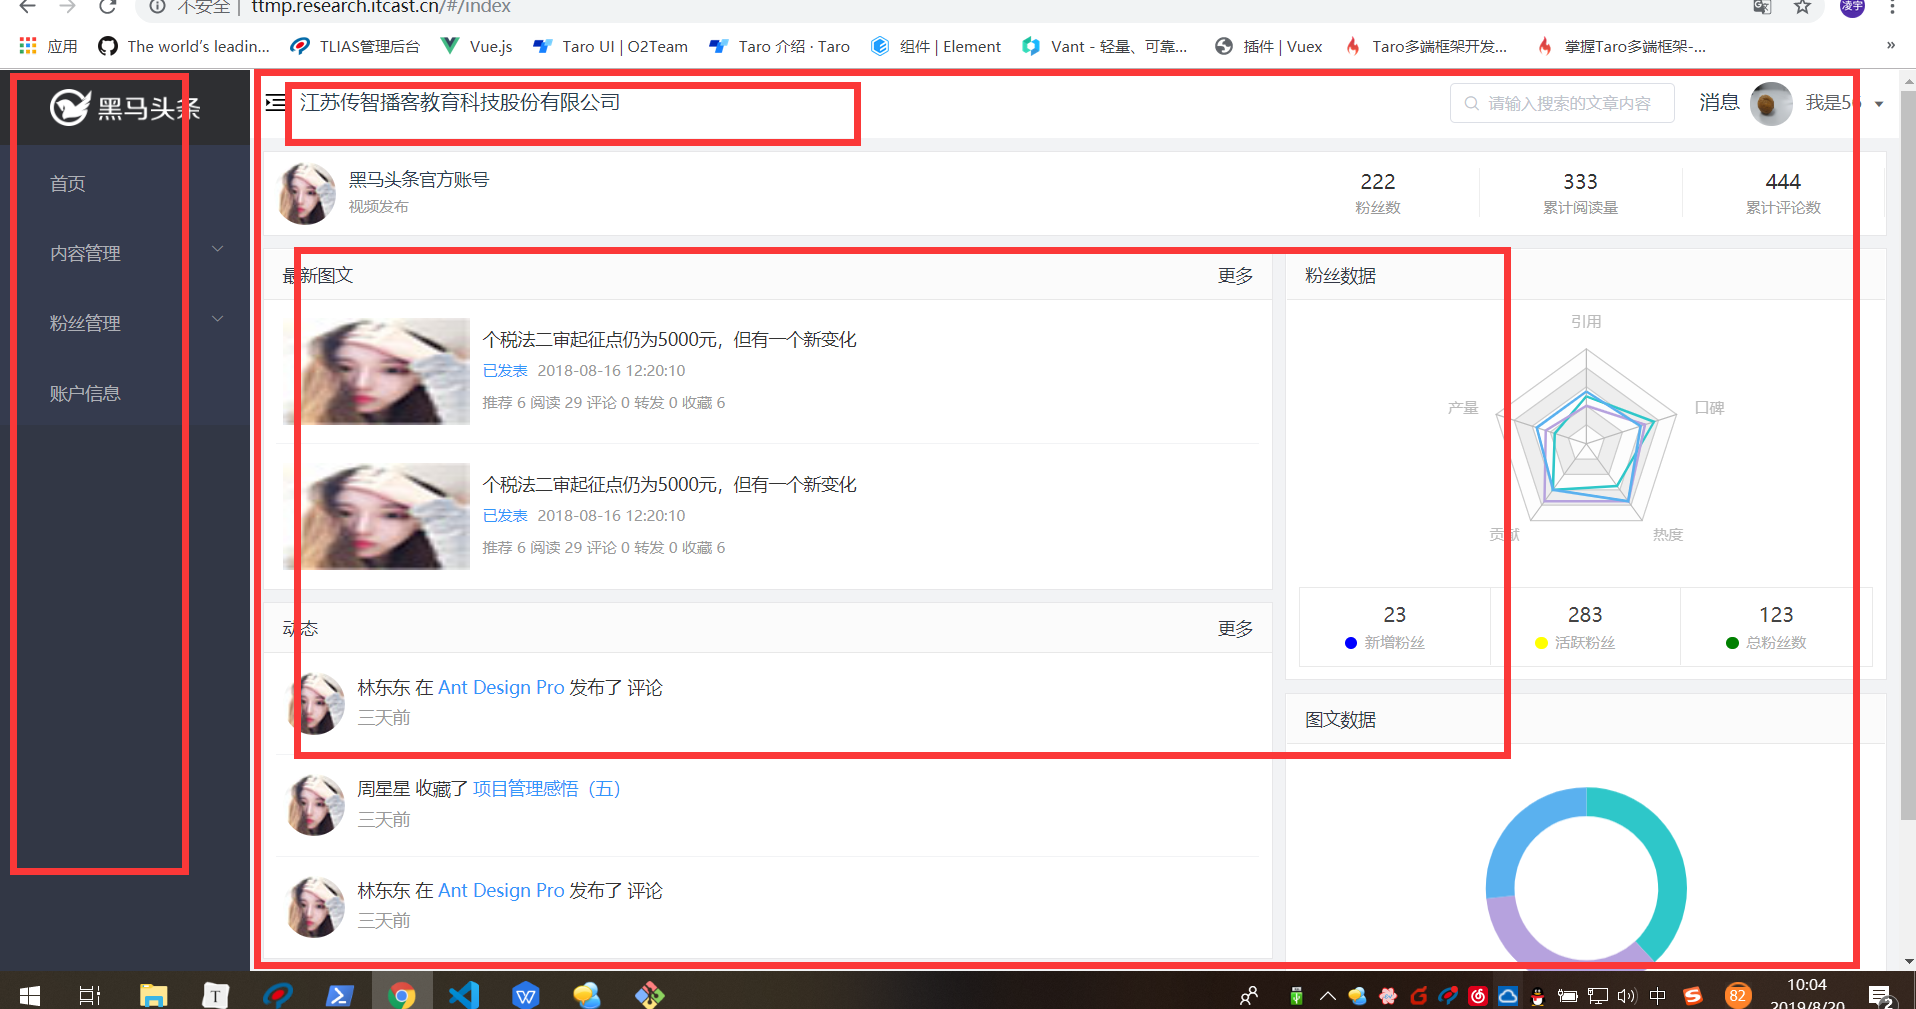 不安全 | ttmp.research.itcast.cn/#/index
凌宇
应用 The world's leadin... TLIAS管理后台 Vue.js Taro UI | O2Team Taro 介绍 · Taro 组件 | Element Vant - 轻量、可靠... 插件 | Vuex Taro多端框架开发... 掌握Taro多端框架-... »
黑马头条
首页
内容管理
粉丝管理
账户信息
江苏传智播客教育科技股份有限公司
请输入搜索的文章内容
消息
我是56
黑马头条官方账号
视频发布
222
粉丝数
333
累计阅读量
444
累计评论数
最新图文 更多
个税法二审起征点仍为5000元，但有一个新变化
已发表 2018-08-16 12:20:10
推荐 6 阅读 29 评论 0 转发 0 收藏 6
个税法二审起征点仍为5000元，但有一个新变化
已发表 2018-08-16 12:20:10
推荐 6 阅读 29 评论 0 转发 0 收藏 6
动态 更多
林东东 在 Ant Design Pro 发布了 评论
三天前
周星星 收藏了 项目管理感悟（五）
三天前
林东东 在 Ant Design Pro 发布了 评论
三天前
粉丝数据
引用
产量
口碑
贡献
热度
23
新增粉丝
283
活跃粉丝
123
总粉丝数
图文数据
T
W
中
S
82
10:04
2019/8/20
2